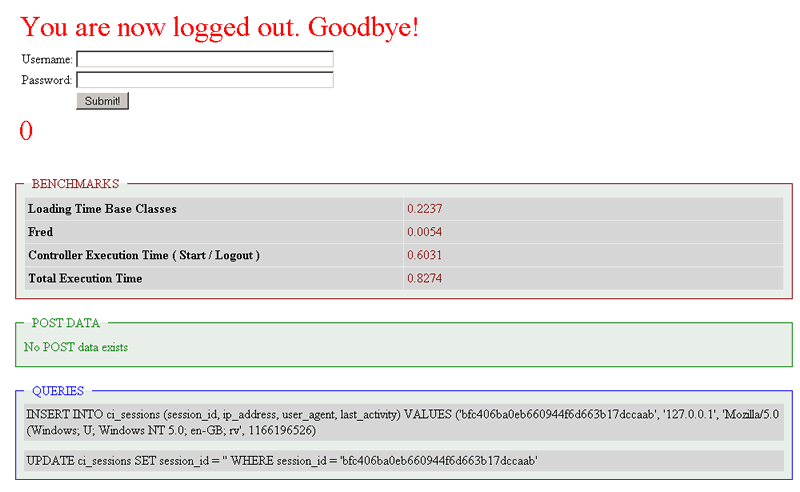 You are now logged out. Goodbye!
Username:
Password:
Submit!
0
BENCHMARKS
Loading Time Base Classes 0.2237
Fred 0.0054
Controller Execution Time ( Start / Logout ) 0.6031
Total Execution Time 0.8274
POST DATA
No POST data exists
QUERIES
INSERT INTO ci_sessions (session_id, ip_address, user_agent, last_activity) VALUES ('bfc406ba0eb660944f6d663b17dccaab', '127.0.0.1', 'Mozilla/5.0
(Windows; U; Windows NT 5.0; en-GB; rv', 1166196526)
UPDATE ci_sessions SET session_id = '' WHERE session_id = 'bfc406ba0eb660944f6d663b17dccaab'